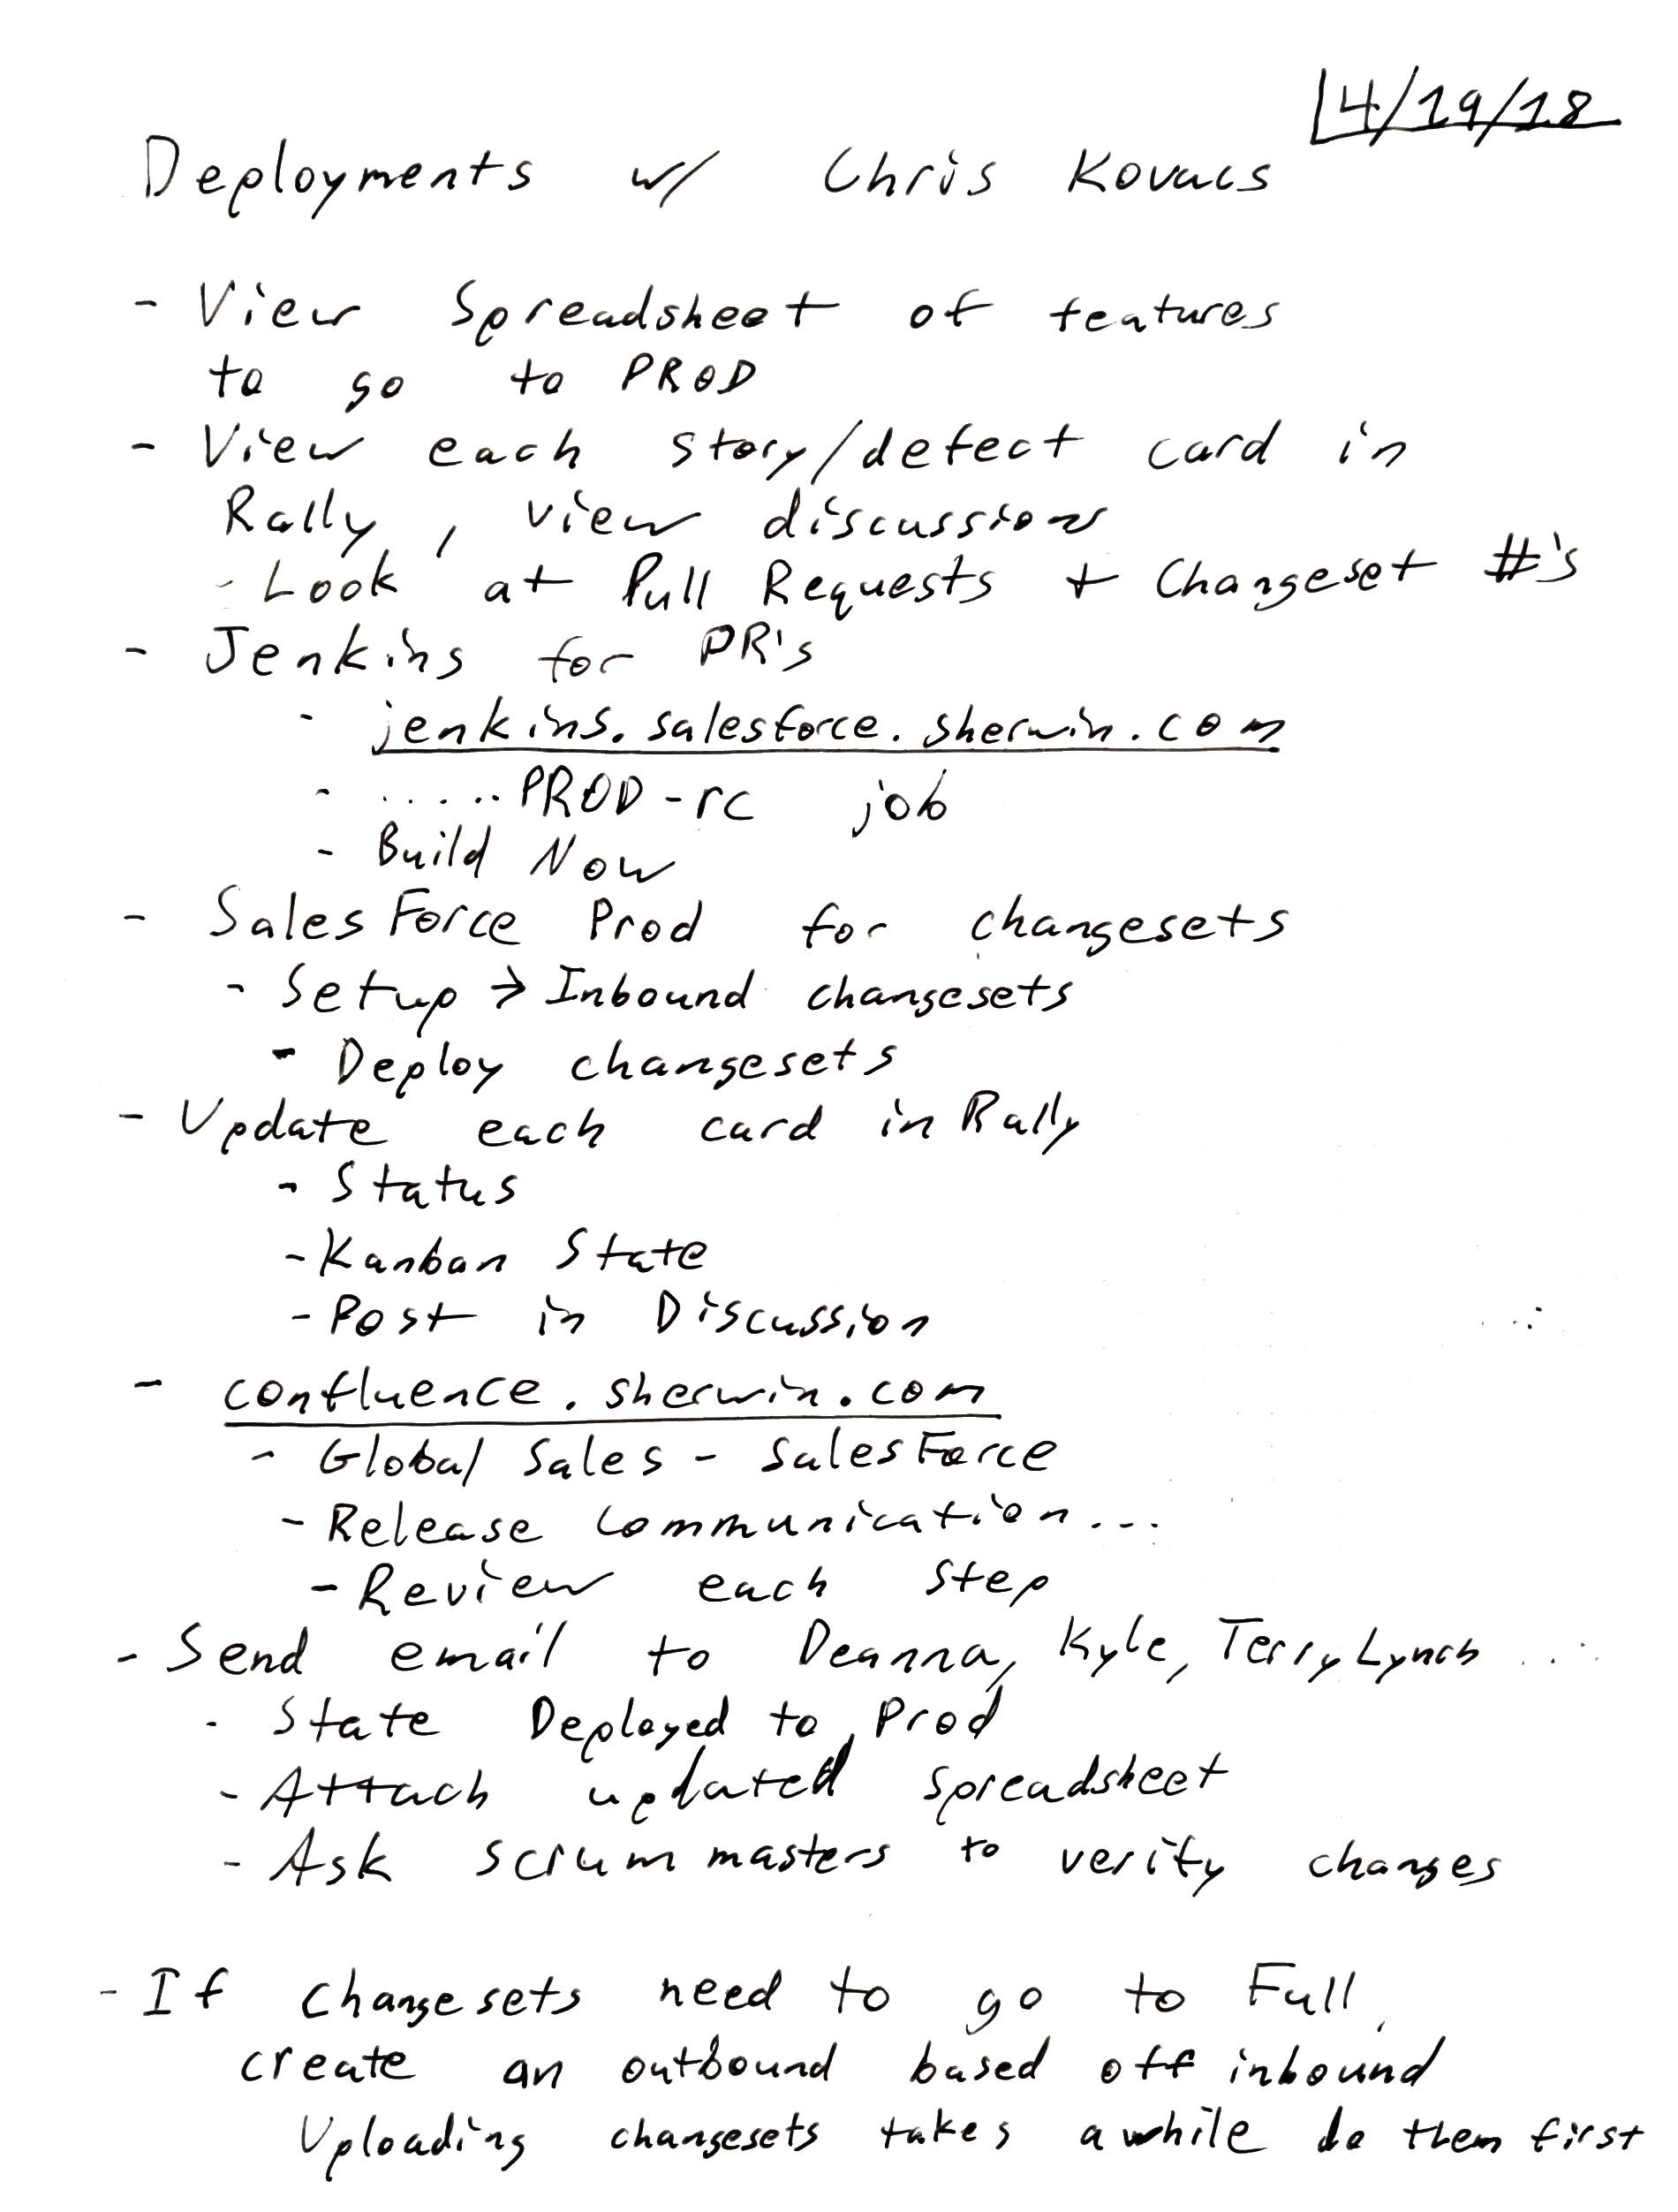 4/19/18
Deployments w/ Chris Kovacs
- View Spreadsheet of features
to go to PROD
- View each story/defect card in
Rally, view discussion
- Look at Pull Requests + Changeset #'s
- Jenkins for PR's
- jenkins.salesforce.sherwin.com
- ..... PROD-rc job
- Build Now
- SalesForce Prod for changesets
- Setup → Inbound changesets
- Deploy changesets
- Update each card in Rally
- Status
- Kanban State
- Post in Discussion
- confluence.sherwin.com
- Global Sales - SalesForce
- Release Communication...
- Review each step
- Send email to Deanna, Kyle, Terry Lynch ...
- State Deployed to Prod
- Attach updated spreadsheet
- Ask scrum masters to verify changes
- If changesets need to go to Full,
create an outbound based off inbound
Uploading changesets takes awhile do them first